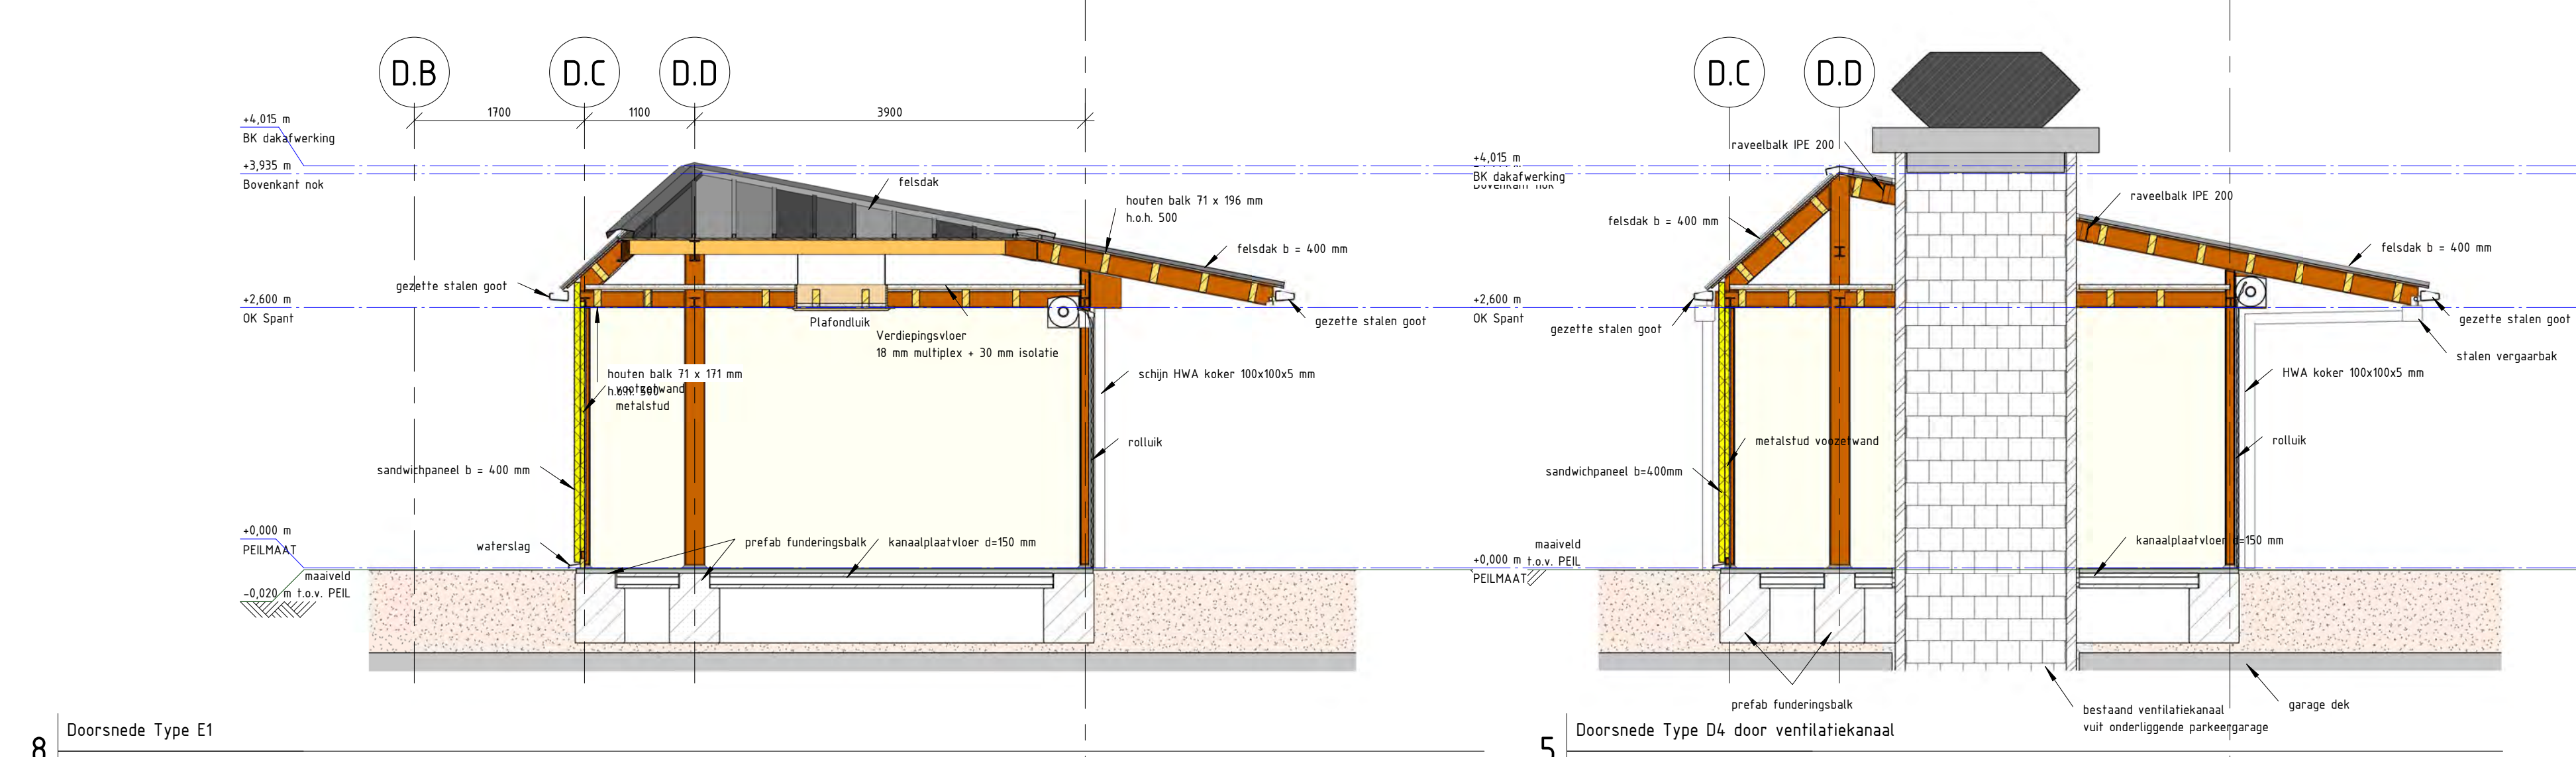 D.B
D.C
D.D
1700
1100
3900
+4,015 m
BK dakafwerking
+3,935 m
Bovenkant nok
felsdak
houten balk 71 x 196 mm
h.o.h. 500
felsdak b = 400 mm
gezette stalen goot
+2,600 m
OK Spant
gezette stalen goot
Plafondluik
Verdiepingsvloer
18 mm multiplex + 30 mm isolatie
houten balk 71 x 171 mm
h.o.h. 500
vootzetwand
metalstud
schijn HWA koker 100x100x5 mm
rolluik
sandwichpaneel b = 400 mm
+0,000 m
PEILMAAT
waterslag
prefab funderingsbalk
kanaalplaatvloer d=150 mm
maaiveld
-0,020 m t.o.v. PEIL
8
Doorsnede Type E1
D.C
D.D
raveelbalk IPE 200
+4,015 m
BK dakafwerking
Bovenkant nok
raveelbalk IPE 200
felsdak b = 400 mm
felsdak b = 400 mm
+2,600 m
OK Spant
gezette stalen goot
gezette stalen goot
stalen vergaarbak
HWA koker 100x100x5 mm
metalstud voozetwand
rolluik
sandwichpaneel b=400mm
kanaalplaatvloer d=150 mm
maaiveld
+0,000 m t.o.v. PEIL
PEILMAAT
prefab funderingsbalk
garage dek
bestaand ventilatiekanaal
vuit onderliggende parkeergarage
5
Doorsnede Type D4 door ventilatiekanaal